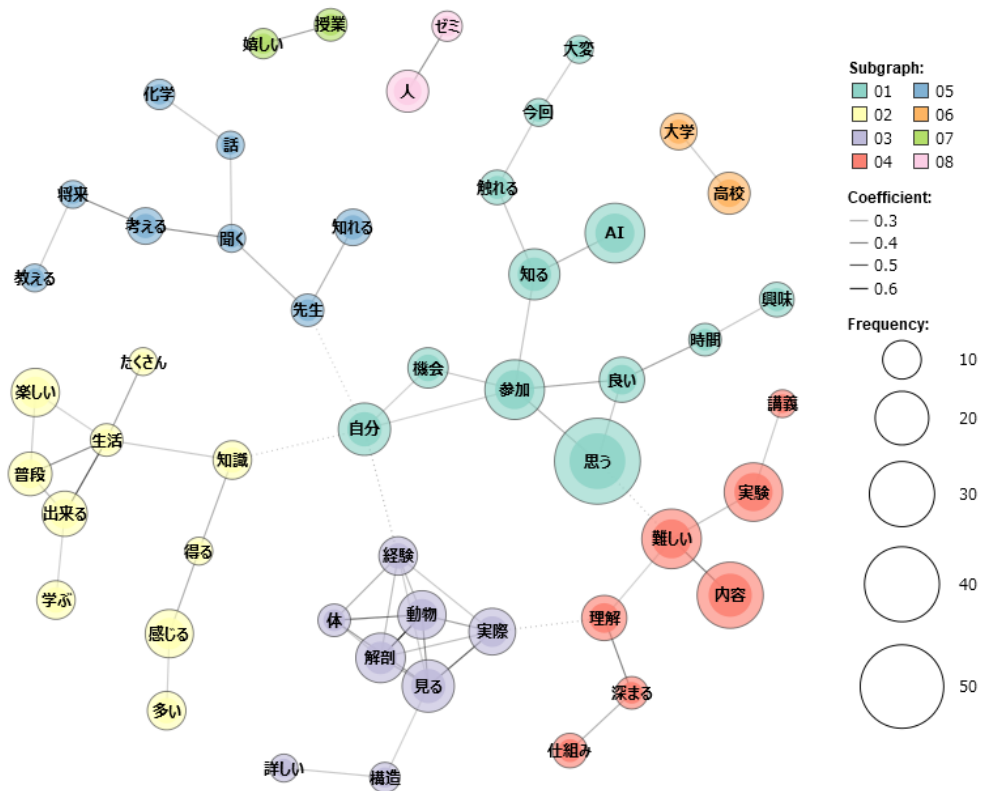 授業
嬉しい
ゼミ
人
大変
今回
触れる
AI
知る
大学
高校
化学
話
将来
考える
聞く
知れる
教える
先生
興味
時間
機会
参加
良い
自分
思う
たくさん
楽しい
生活
普段
知識
出来る
得る
学ぶ
感じる
多い
講義
実験
難しい
内容
理解
深まる
仕組み
経験
体
動物
実際
解剖
見る
詳しい
構造
Subgraph:
01 05
02 06
03 07
04 08
Coefficient:
0.3
0.4
0.5
0.6
Frequency:
10
20
30
40
50